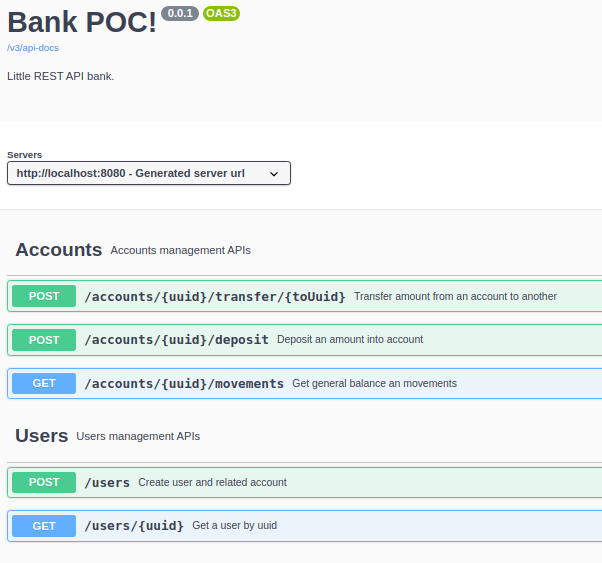 Bank POC! 0.0.1 OAS3
/v3/api-docs
Little REST API bank.
Servers
http://localhost:8080 - Generated server url
Accounts Accounts management APIs
POST /accounts/{uuid}/transfer/{toUuid} Transfer amount from an account to another
POST /accounts/{uuid}/deposit Deposit an amount into account
GET /accounts/{uuid}/movements Get general balance an movements
Users Users management APIs
POST /users Create user and related account
GET /users/{uuid} Get a user by uuid